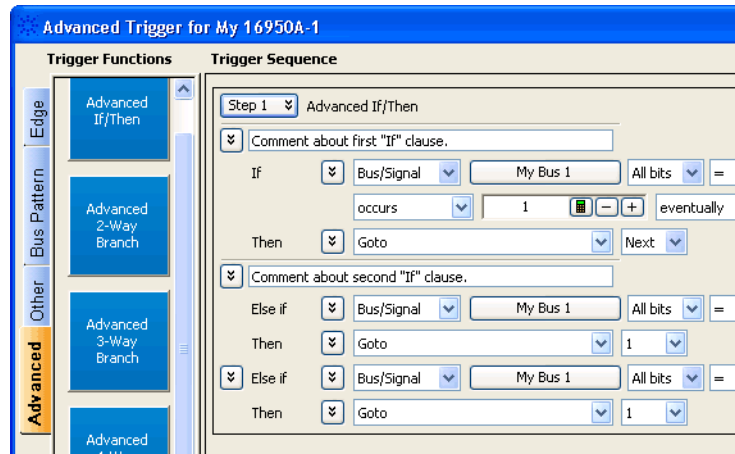 Advanced Trigger for My 16950A-1
Trigger Functions
Trigger Sequence
Edge
Bus Pattern
Other
Advanced
Advanced
If/Then
Advanced
2-Way
Branch
Advanced
3-Way
Branch
Advanced
Step 1 Advanced If/Then
Comment about first "If" clause.
If Bus/Signal My Bus 1 All bits =
occurs 1 - + eventually
Then Goto Next
Comment about second "If" clause.
Else if Bus/Signal My Bus 1 All bits =
Then Goto 1
Else if Bus/Signal My Bus 1 All bits =
Then Goto 1